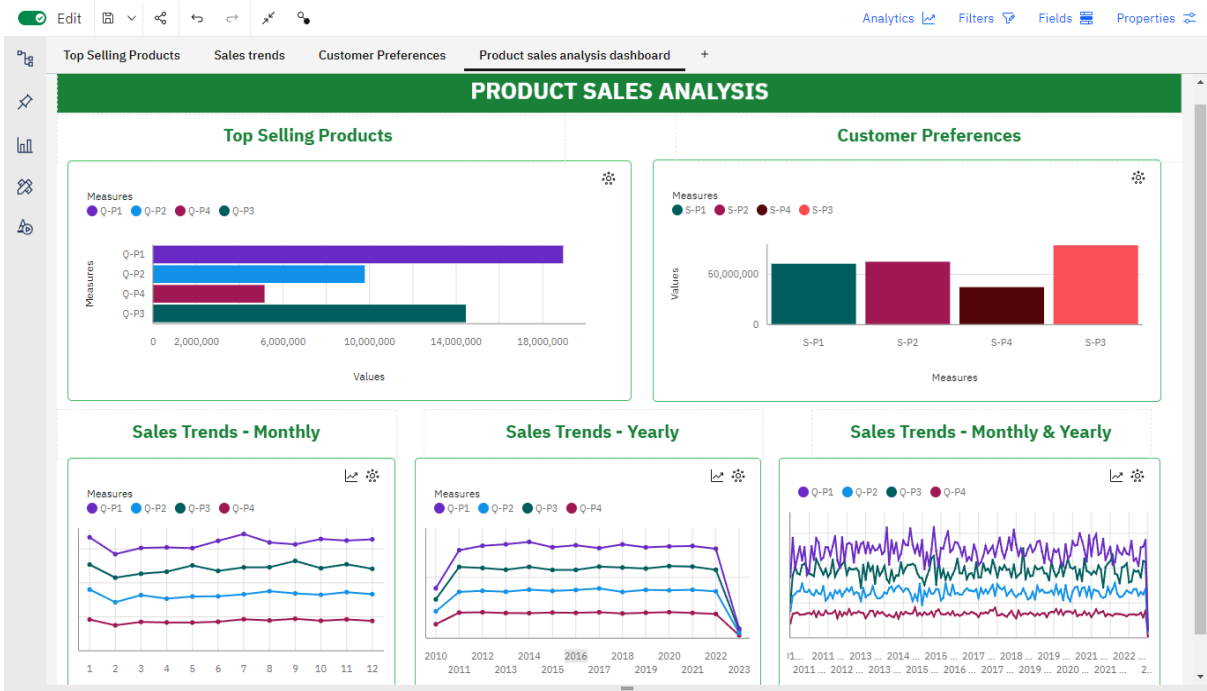 Edit
Analytics
Filters
Fields
Properties
Top Selling Products
Sales trends
Customer Preferences
Product sales analysis dashboard
+
PRODUCT SALES ANALYSIS
Top Selling Products
Measures
Q-P1 Q-P2 Q-P4 Q-P3
Measures
Q-P1
Q-P2
Q-P4
Q-P3
0 2,000,000 6,000,000 10,000,000 14,000,000 18,000,000
Values
Customer Preferences
Measures
S-P1 S-P2 S-P4 S-P3
Values
50,000,000
0
S-P1 S-P2 S-P4 S-P3
Measures
Sales Trends - Monthly
Measures
Q-P1 Q-P2 Q-P3 Q-P4
1 2 3 4 5 6 7 8 9 10 11 12
Sales Trends - Yearly
Measures
Q-P1 Q-P2 Q-P3 Q-P4
2010 2012 2014 2016 2018 2020 2022
2011 2013 2015 2017 2019 2021 2023
Sales Trends - Monthly & Yearly
Q-P1 Q-P2 Q-P3 Q-P4
2011 ... 2013 ... 2014 ... 2015 ... 2017 ... 2018 ... 2019 ... 2021 ... 2022 ...
2011 ... 2012 ... 2013 ... 2015 ... 2016 ... 2017 ... 2019 ... 2020 ... 2021 ... 2...